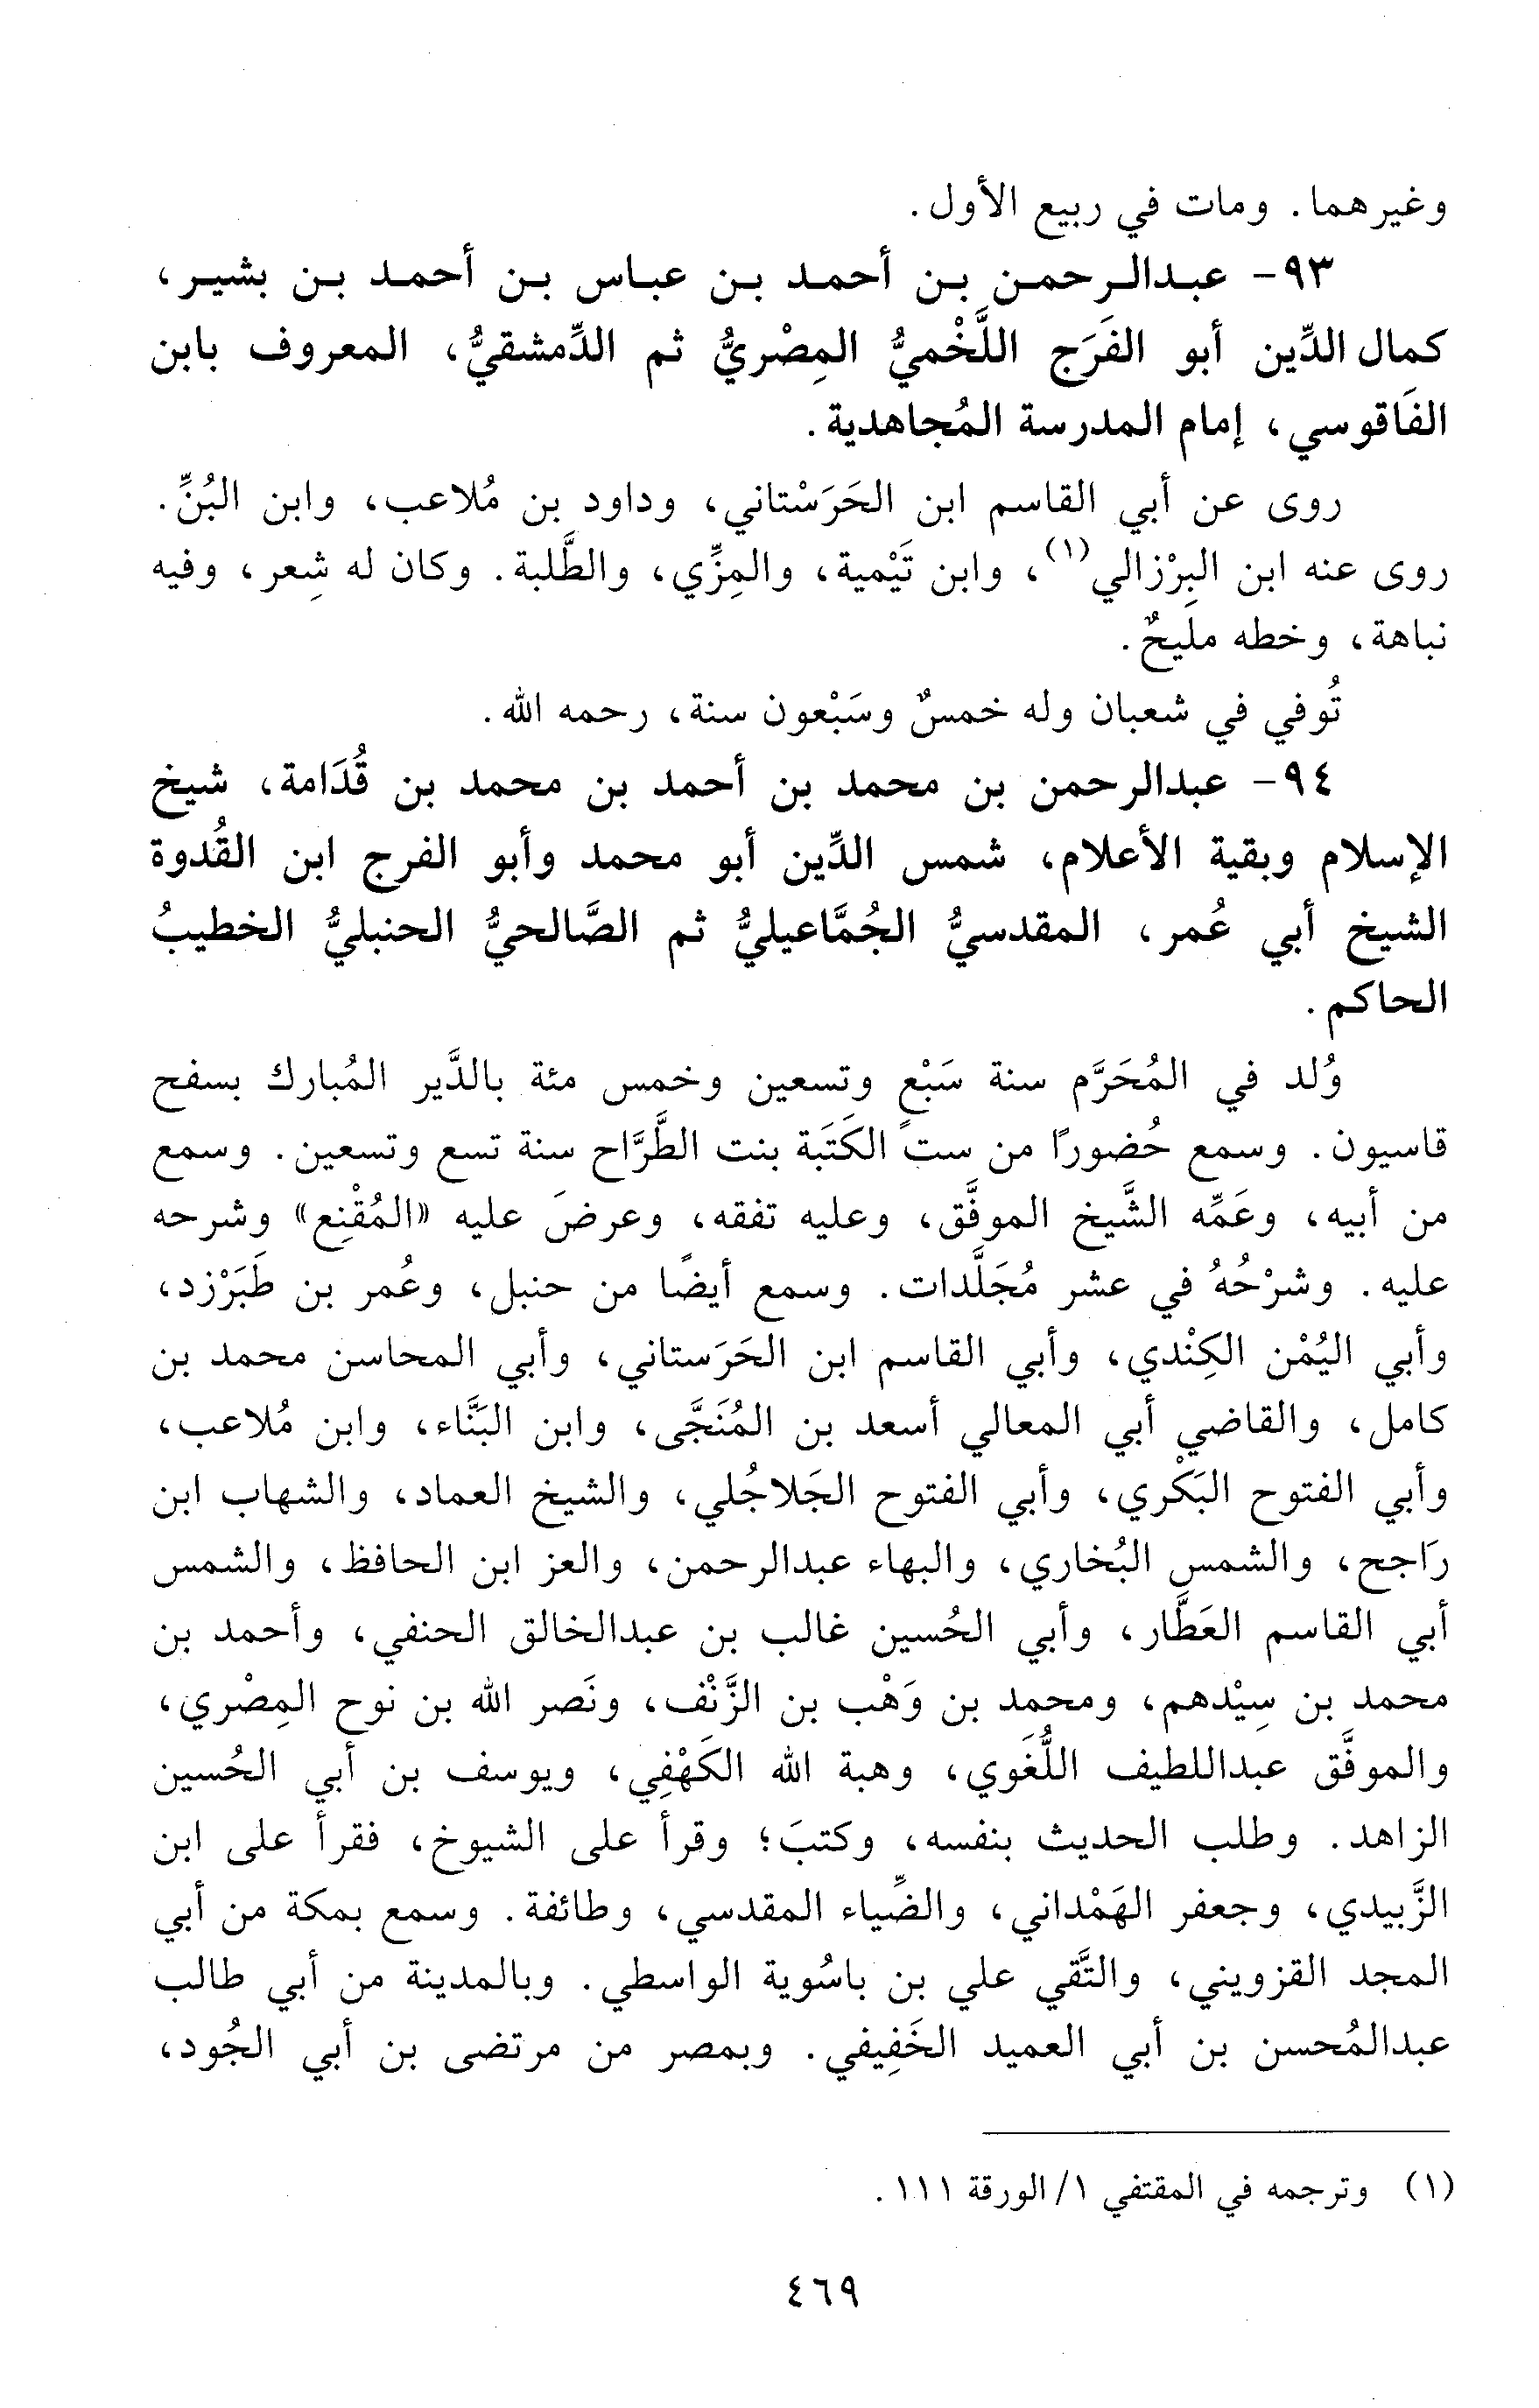 وغيرهما. ومات في ربيع الأول.
٩٣- عبدالرحمن بن أحمد بن عباس بن أحمد بن بشير،
كمال الدِّين أبو الفَرَج اللَّخْميُّ المِصْريُّ ثم الدِّمشقيُّ، المعروف بابن
الفَاقوسي، إمام المدرسة المُجاهدية.
روى عن أبي القاسم ابن الحَرَسْتاني، وداود بن مُلاعب، وابن البُنِّ.
روى عنه ابن البِرْزالي(١)، وابن تَيْمية، والمِزِّي، والطَّلبة. وكان له شِعر، وفيه
نباهة، وخطه مليحٌ.
تُوفي في شعبان وله خمسٌ وسَبْعون سنة، رحمه الله.
٩٤- عبدالرحمن بن محمد بن أحمد بن محمد بن قُدَامة، شيخ
الإسلام وبقية الأعلام، شمس الدِّين أبو محمد وأبو الفرج ابن القُدوة
الشيخ أبي عُمر، المقدسيُّ الجُمَّاعيليُّ ثم الصَّالحيُّ الحنبليُّ الخطيبُ
الحاكم.
وُلد في المُحَرَّم سنة سَبْعٍ وتسعين وخمس مئة بالدَّير المُبارك بسفح
قاسيون. وسمع حُضورًا من ست الكَتَبة بنت الطَّرَّاح سنة تسع وتسعين. وسمع
من أبيه، وعَمِّه الشَّيخ الموفَّق، وعليه تفقه، وعرضَ عليه «المُقْنِع» وشرحه
عليه. وشرْحُهُ في عشر مُجَلَّدات. وسمع أيضًا من حنبل، وعُمر بن طَبَرْزد،
وأبي اليُمْن الكِنْدي، وأبي القاسم ابن الحَرَستاني، وأبي المحاسن محمد بن
كامل، والقاضي أبي المعالي أسعد بن المُنَجَّى، وابن البَنَّاء، وابن مُلاعب،
وأبي الفتوح البَكْري، وأبي الفتوح الجَلاجُلي، والشيخ العماد، والشهاب ابن
رَاجح، والشمس البُخاري، والبهاء عبدالرحمن، والعز ابن الحافظ، والشمس
أبي القاسم العَطَّار، وأبي الحُسين غالب بن عبدالخالق الحنفي، وأحمد بن
محمد بن سِيْدهم، ومحمد بن وَهْب بن الزَّنْف، ونَصر الله بن نوح المِصْري،
والموفَّق عبداللطيف اللُّغَوي، وهبة الله الكَهْفِي، ويوسف بن أبي الحُسين
الزاهد. وطلب الحديث بنفسه، وكتبَ؛ وقرأ على الشيوخ، فقرأ على ابن
الزَّبيدي، وجعفر الهَمْداني، والضِّياء المقدسي، وطائفة. وسمع بمكة من أبي
المجد القزويني، والتَّقي علي بن باسُوية الواسطي. وبالمدينة من أبي طالب
عبدالمُحسن بن أبي العميد الخَفِيفي. وبمصر من مرتضى بن أبي الجُود،
(١) وترجمه في المقتفي ١/ الورقة ١١١.
٤٦٩